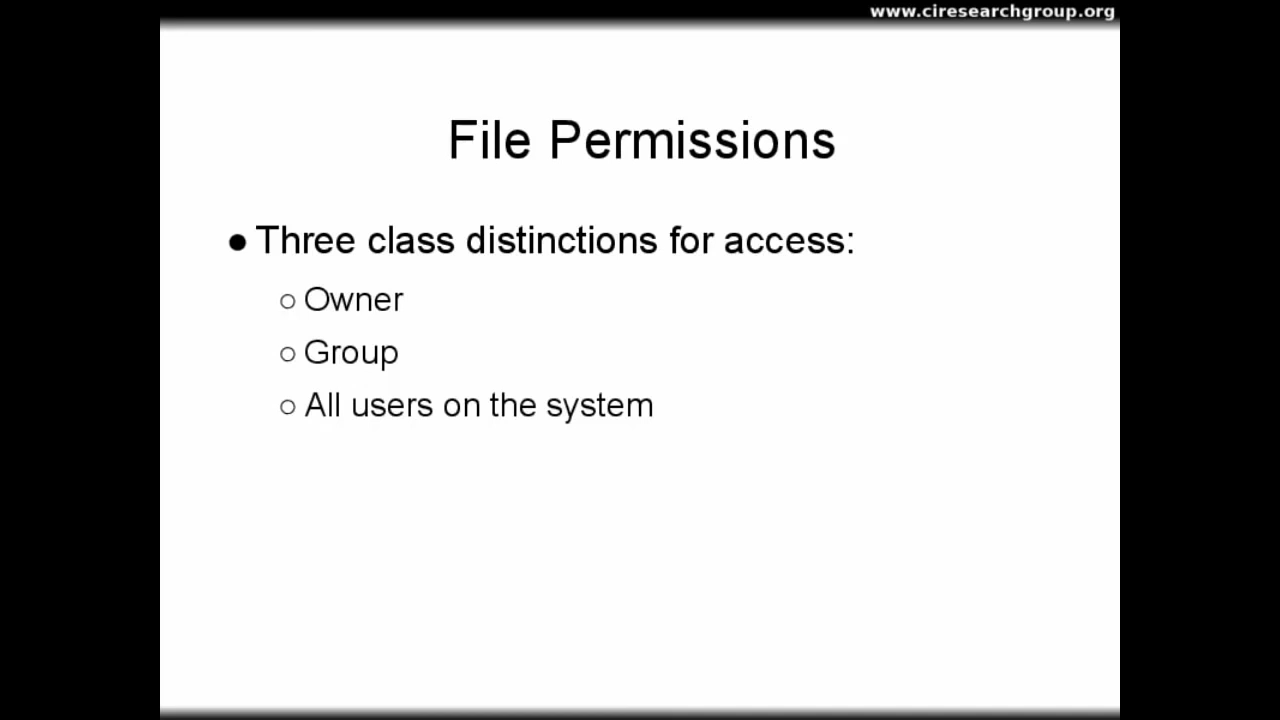 www.ciresearchgroup.org
File Permissions
● Three class distinctions for access:
○ Owner
○ Group
○ All users on the system